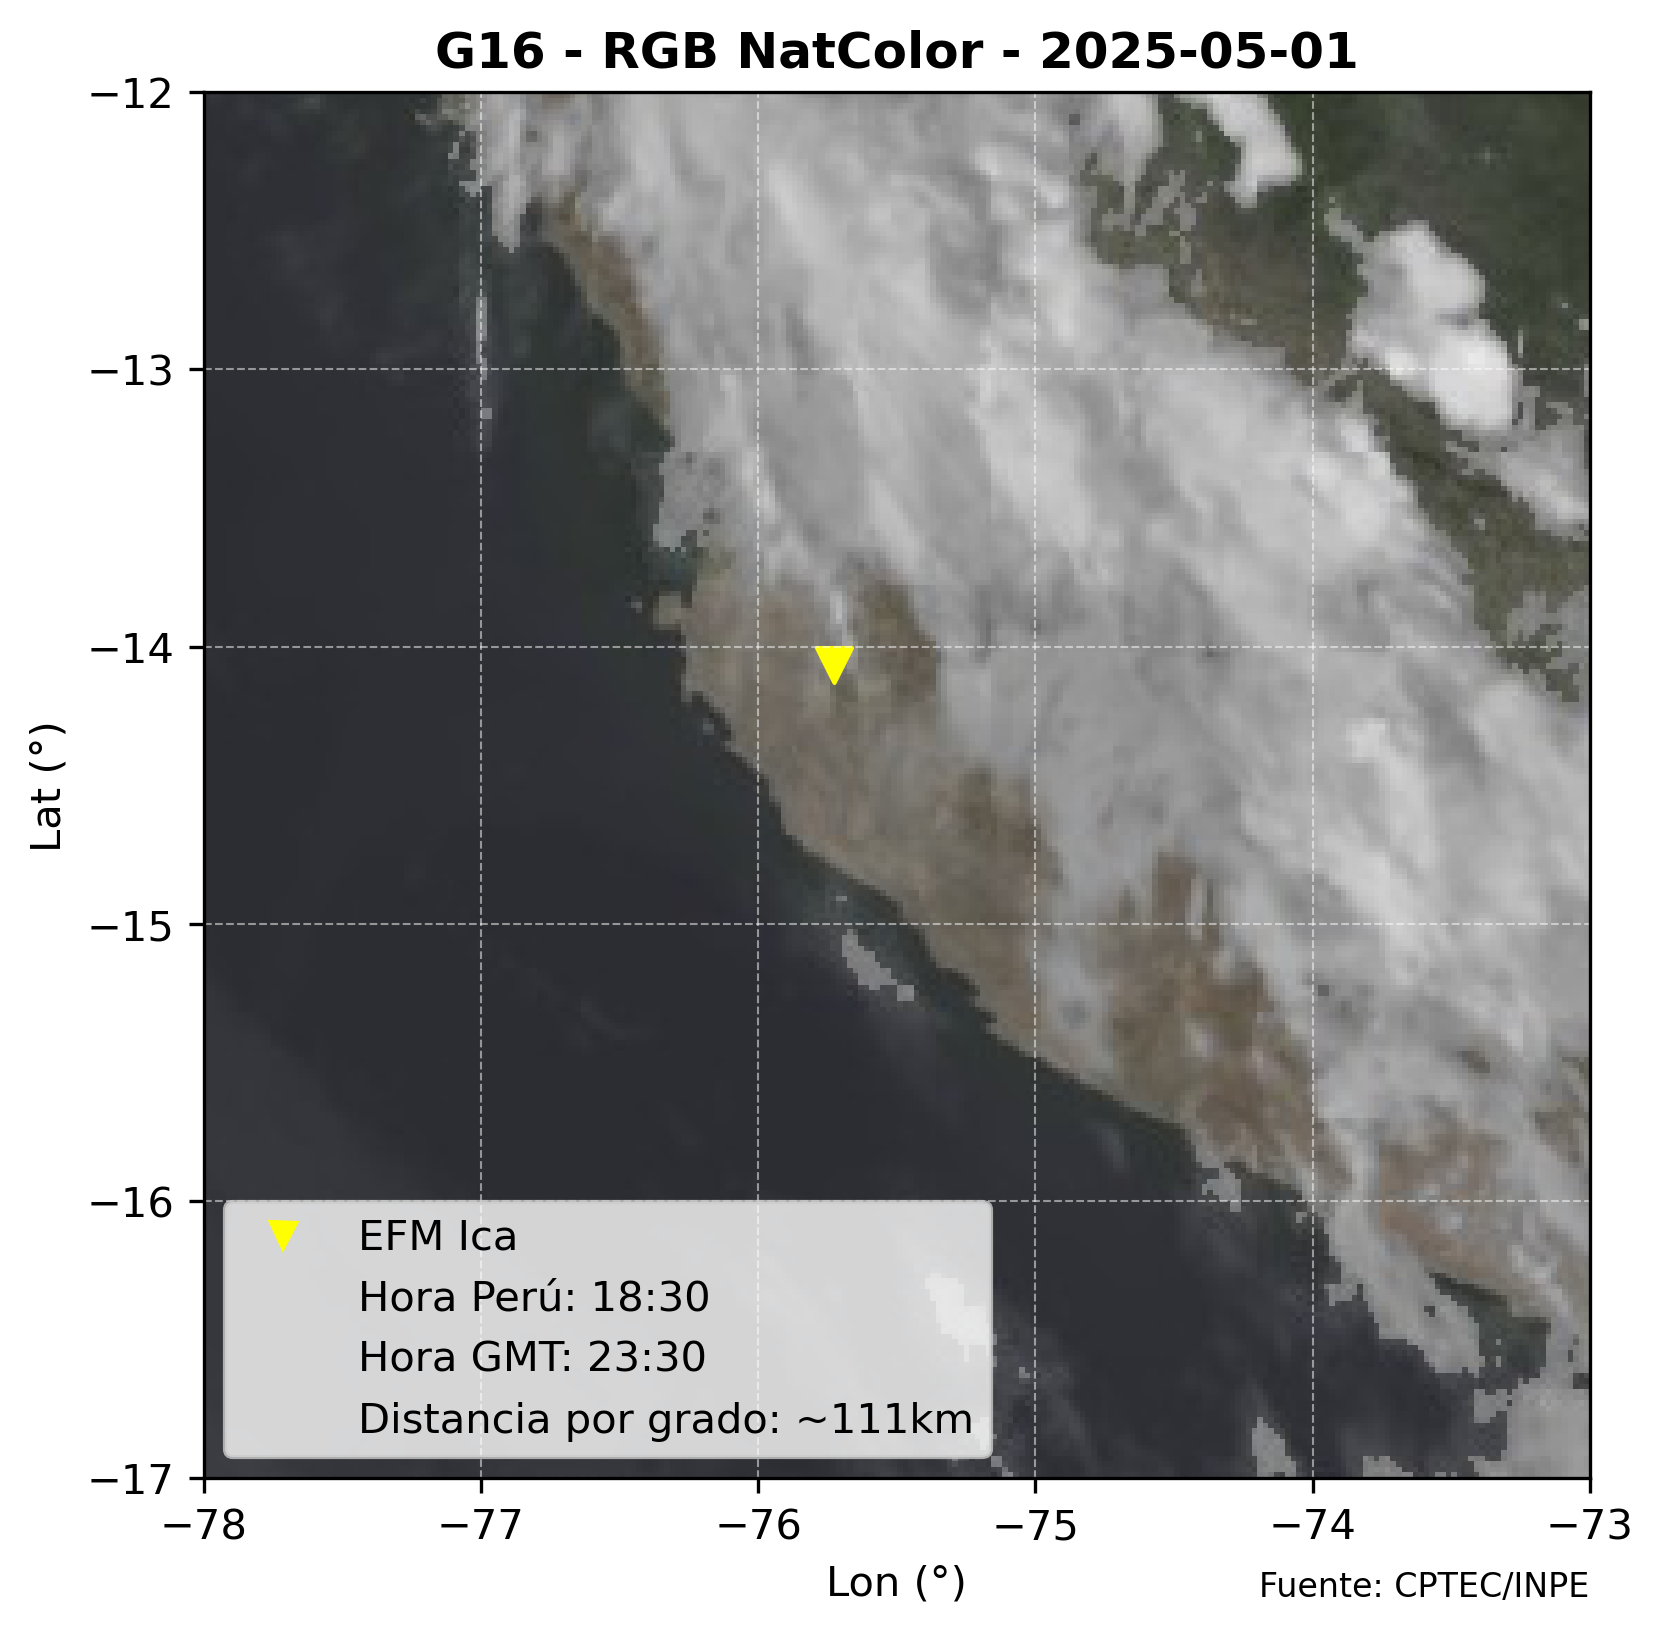 G16 - RGB NatColor - 2025-05-01
−12
−13
−14
−15
−16
−17
Lat (°)
EFM Ica
Hora Perú: 18:30
Hora GMT: 23:30
Distancia por grado: ~111km
−78
−77
−76
−75
−74
−73
Lon (°)
Fuente: CPTEC/INPE